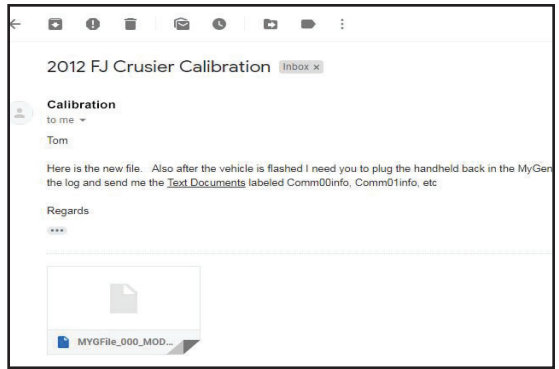 2012 FJ Crusier Calibration Inbox x
Calibration
to me
Tom
Here is the new file. Also after the vehicle is flashed I need you to plug the handheld back in the MyGen
the log and send me the Text Documents labeled Comm00info, Comm01info, etc
Regards
MYGFile_000_MOD...